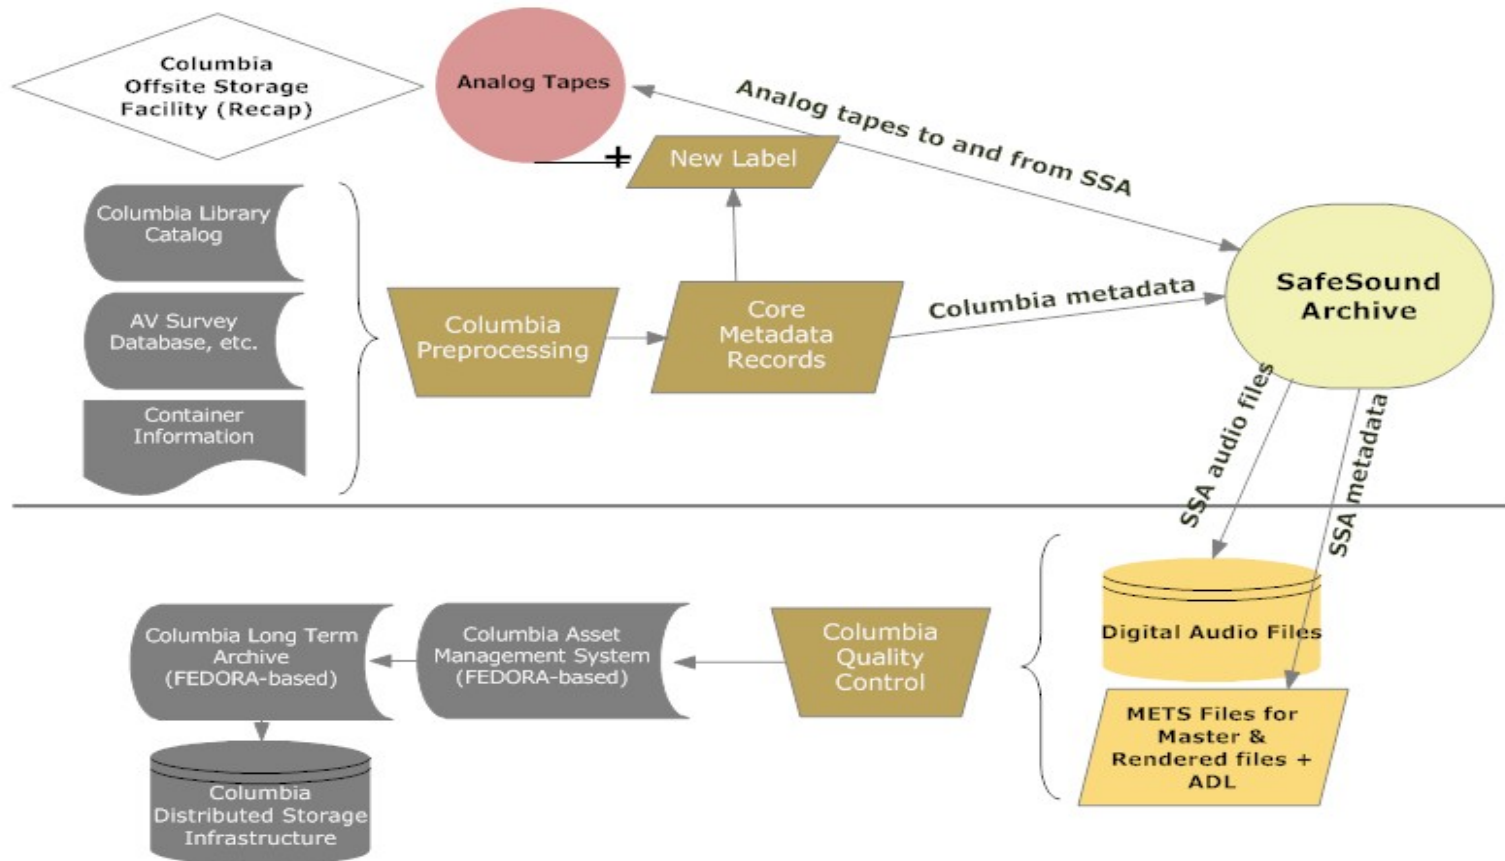 Columbia
Offsite Storage
Facility (Recap)
Analog Tapes
Analog tapes to and from SSA
+
New Label
Columbia Library
Catalog
AV Survey
Database, etc.
Container
Information
Columbia
Preprocessing
Core
Metadata
Records
Columbia metadata
SafeSound
Archive
SSA audio files
SSA metadata
Digital Audio Files
METS Files for
Master &
Rendered files +
ADL
Columbia
Quality
Control
Columbia Asset
Management System
(FEDORA-based)
Columbia Long Term
Archive
(FEDORA-based)
Columbia
Distributed Storage
Infrastructure